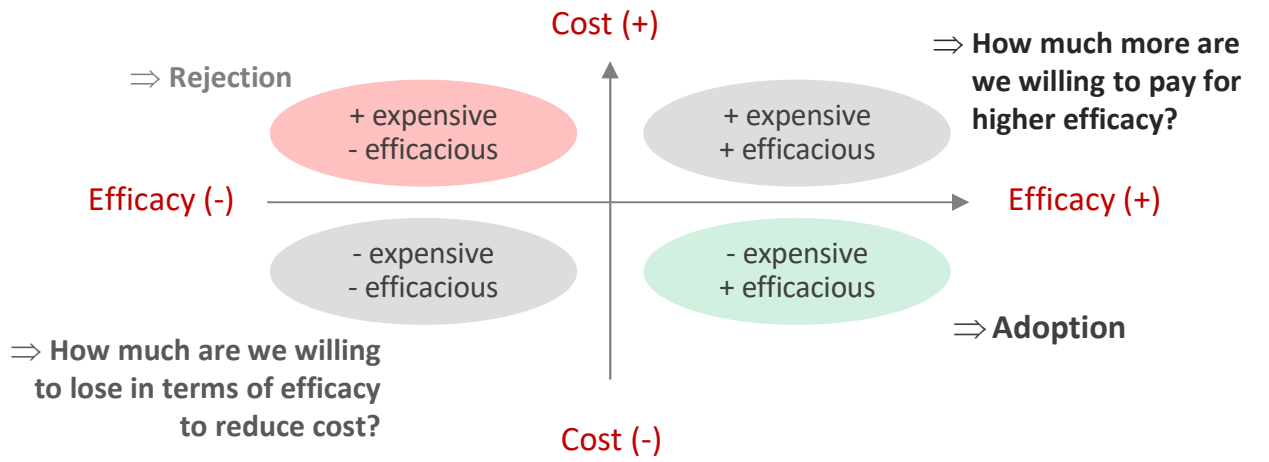 Cost (+)
⇒ Rejection
+ expensive
- efficacious
+ expensive
+ efficacious
⇒ How much more are
we willing to pay for
higher efficacy?
Efficacy (-)
Efficacy (+)
- expensive
- efficacious
- expensive
+ efficacious
⇒ Adoption
⇒ How much are we willing
to lose in terms of efficacy
to reduce cost?
Cost (-)